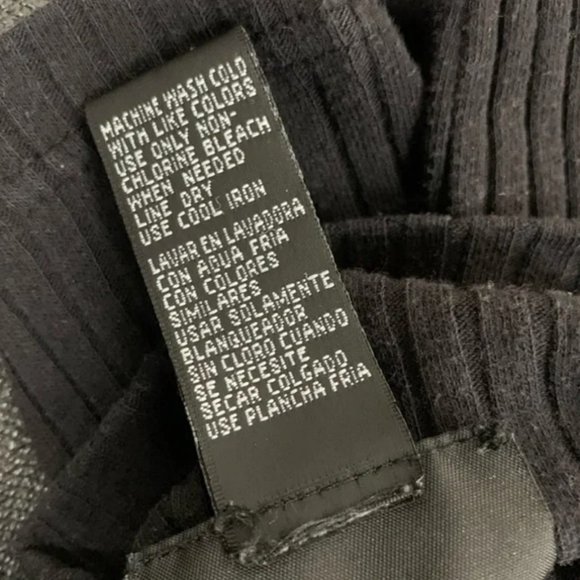 MACHINE WASH COLD
WITH LIKE COLORS
USE ONLY NON-
CHLORINE BLEACH
WHEN NEEDED
LINE DRY
USE COOL IRON
LAVAR EN LAVADORA
CON AGUA FRIA
CON COLORES
SIMILARES
USAR SOLAMENTE
BLANQUEADOR
SIN CLORO CUANDO
SE NECESITE
SECAR COLGADO
USE PLANCHA FRIA